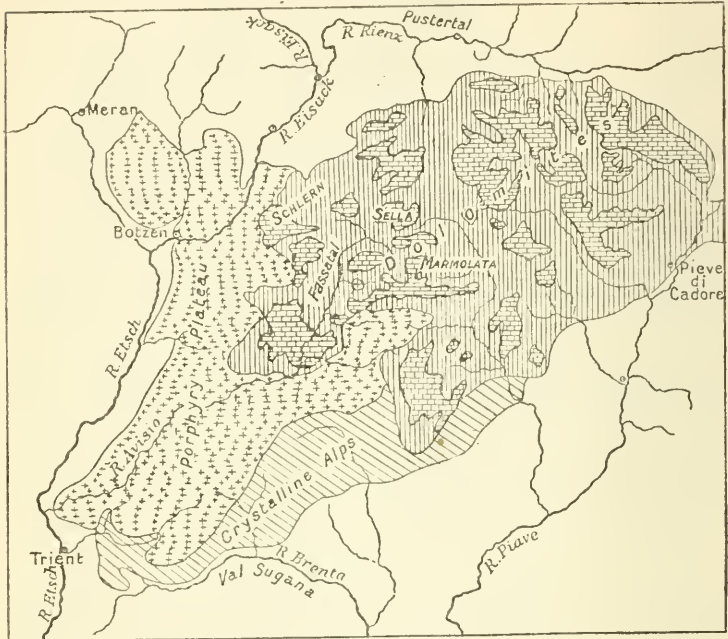 Pustertal
R. Eisack
R. Rienz
R. Eisack
Meran
SCHLERN
Botzen
SELLA
Dolomites
Fassatal
MARMOLATA
Pieve
di
Cadore
R. Etsch
Porphyry Plateau
R. Avisio
Crystalline Alps
Trient
R. Etsch
R. Brenta
Val Sugana
R. Piave